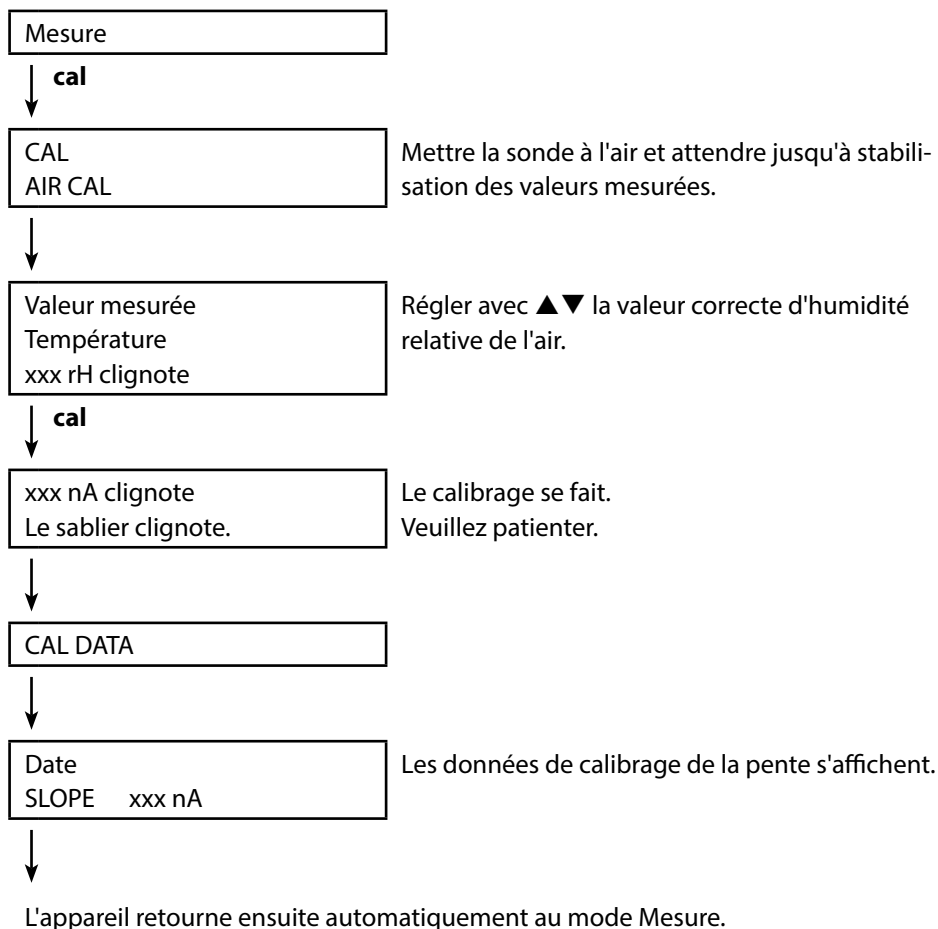 Mesure
cal
CAL
AIR CAL
Mettre la sonde à l'air et attendre jusqu'à stabili-
sation des valeurs mesurées.
Valeur mesurée
Température
xxx rH clignote
Régler avec ▲▼ la valeur correcte d'humidité
relative de l'air.
cal
xxx nA clignote
Le sablier clignote.
Le calibrage se fait.
Veuillez patienter.
CAL DATA
Date
SLOPE xxx nA
Les données de calibrage de la pente s'affichent.
L'appareil retourne ensuite automatiquement au mode Mesure.